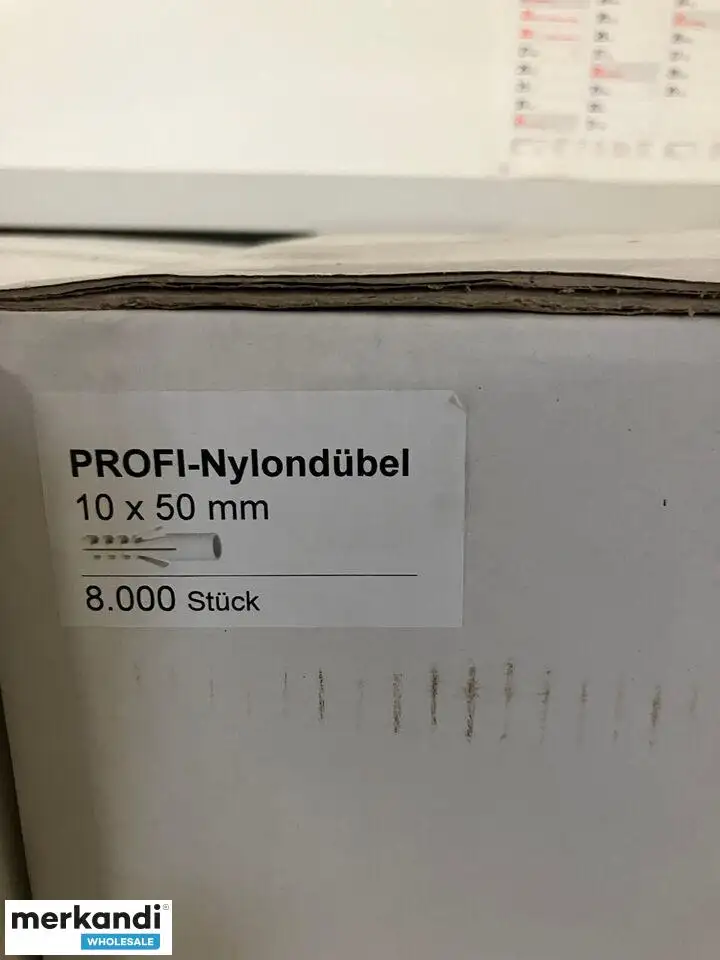 PROFI-Nylondübel
10 x 50 mm
8.000 Stück
merkandi®
WHOLESALE